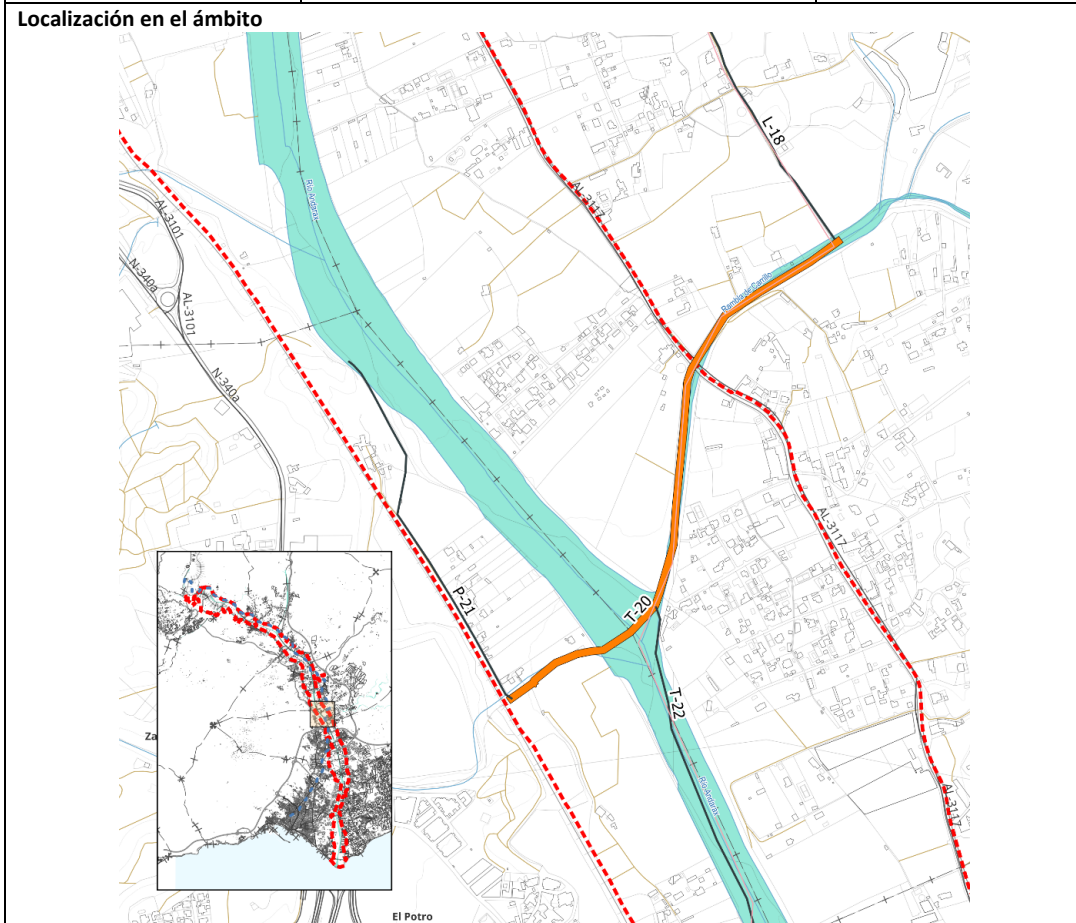 Localización en el ámbito
L-18
AL-3117
AL-3101
Río Andarax
N-340a
AL-3101
Rambla de Carrillo
N-340a
AL-3117
P-21
T-20
T-22
Río Andarax
AL-3117
Za
El Potro